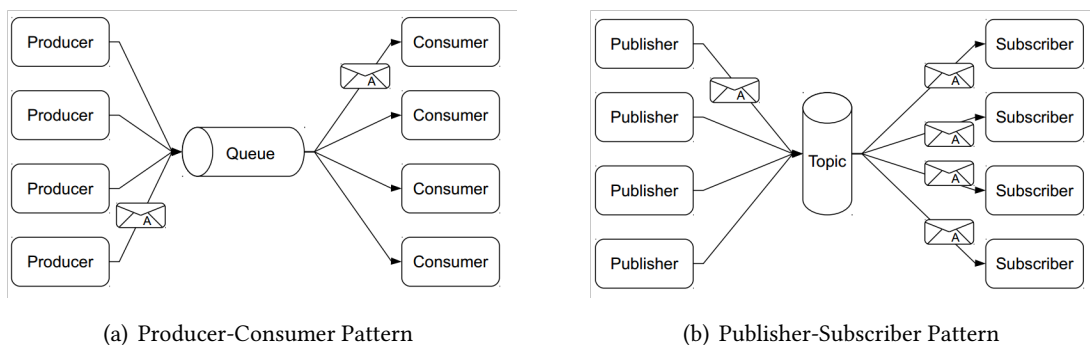 Producer
Producer
Producer
A
Producer
Queue
A
Consumer
Consumer
Consumer
Consumer
(a) Producer-Consumer Pattern
Publisher
A
Publisher
Publisher
Publisher
Topic
A
A
A
A
Subscriber
Subscriber
Subscriber
Subscriber
(b) Publisher-Subscriber Pattern